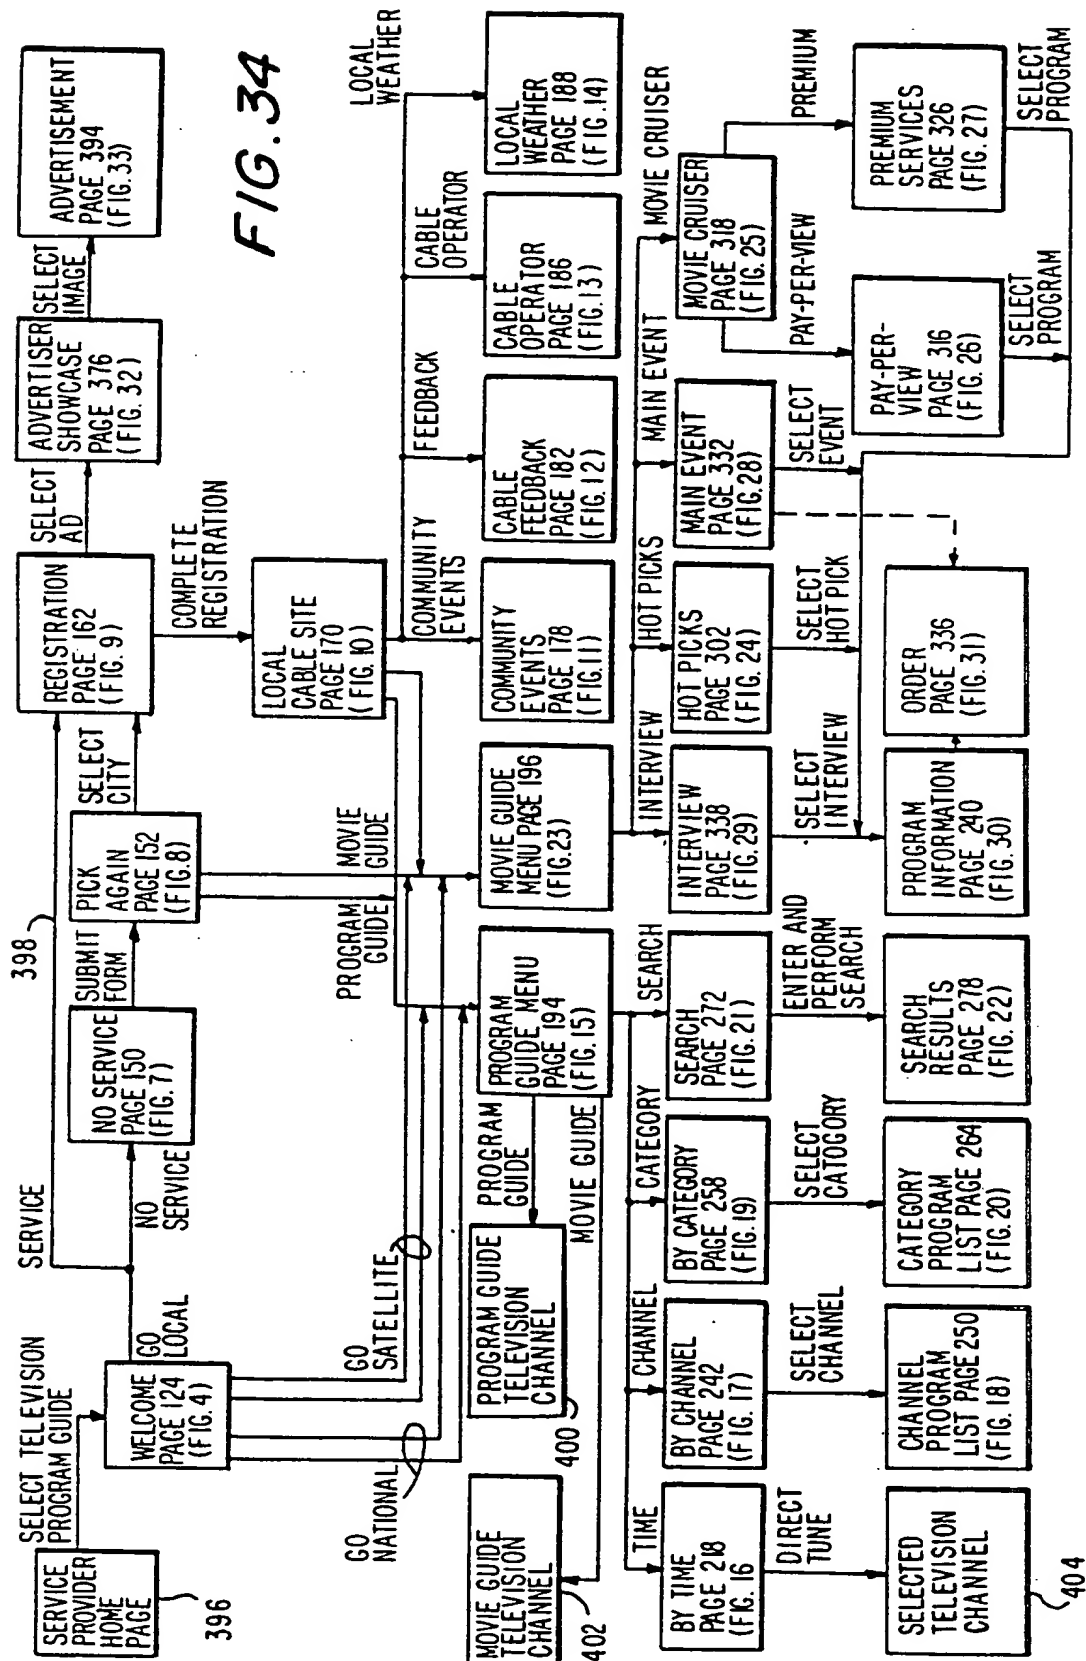 FIG. 34
SELECT TELEVISION
PROGRAM GUIDE
SERVICE
PROVIDER
HOME
PAGE
396
WELCOME
PAGE 124
(FIG. 4)
GO
LOCAL
SERVICE
398
NO SERVICE
NO SERVICE
PAGE 150
(FIG. 7)
SUBMIT
FORM
PICK
AGAIN
PAGE 152
(FIG. 8)
SELECT
CITY
REGISTRATION
PAGE 162
(FIG. 9)
SELECT
AD
ADVERTISER
SHOWCASE
PAGE 376
(FIG. 32)
SELECT
IMAGE
ADVERTISEMENT
PAGE 394
(FIG. 33)
COMPLETE
REGISTRATION
LOCAL
CABLE SITE
PAGE 170
(FIG. 10)
GO
NATIONAL
GO
SATELLITE
PROGRAM
GUIDE
MOVIE
GUIDE
COMMUNITY
EVENTS
FEEDBACK
CABLE
OPERATOR
LOCAL
WEATHER
MOVIE GUIDE
TELEVISION
CHANNEL
402
PROGRAM GUIDE
TELEVISION
CHANNEL
400
PROGRAM
GUIDE
MOVIE GUIDE
PROGRAM
GUIDE MENU
PAGE 194
(FIG. 15)
MOVIE GUIDE
MENU PAGE 196
(FIG. 23)
COMMUNITY
EVENTS
PAGE 178
(FIG. 11)
CABLE
FEEDBACK
PAGE 182
(FIG. 12)
CABLE
OPERATOR
PAGE 186
(FIG. 13)
LOCAL
WEATHER
PAGE 188
(FIG. 14)
TIME
CHANNEL
CATEGORY
SEARCH
INTERVIEW
HOT PICKS
MAIN EVENT
MOVIE CRUISER
BY TIME
PAGE 218
(FIG. 16)
BY CHANNEL
PAGE 242
(FIG. 17)
BY CATEGORY
PAGE 258
(FIG. 19)
SEARCH
PAGE 272
(FIG. 21)
INTERVIEW
PAGE 338
(FIG. 29)
HOT PICKS
PAGE 302
(FIG. 24)
MAIN EVENT
PAGE 332
(FIG. 28)
MOVIE CRUISER
PAGE 318
(FIG. 25)
PAY-PER-VIEW
PREMIUM
DIRECT
TUNE
SELECT
CHANNEL
SELECT
CATOGORY
ENTER AND
PERFORM
SEARCH
SELECT
INTERVIEW
SELECT
HOT PICK
SELECT
EVENT
PAY-PER-
VIEW
PAGE 316
(FIG. 26)
PREMIUM
SERVICES
PAGE 326
(FIG. 27)
SELECT
PROGRAM
SELECT
PROGRAM
SELECTED
TELEVISION
CHANNEL
404
CHANNEL
PROGRAM
LIST PAGE 250
(FIG. 18)
CATEGORY
PROGRAM
LIST PAGE 264
(FIG. 20)
SEARCH
RESULTS
PAGE 278
(FIG. 22)
PROGRAM
INFORMATION
PAGE 240
(FIG. 30)
ORDER
PAGE 336
(FIG. 31)